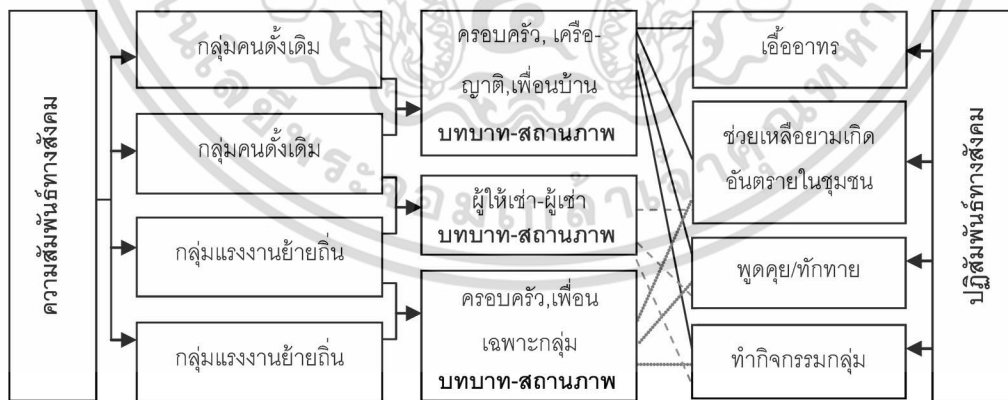 ความสัมพันธ์ทางสังคม
กลุ่มคนดั้งเดิม
กลุ่มคนดั้งเดิม
กลุ่มแรงงานย้ายถิ่น
กลุ่มแรงงานย้ายถิ่น
ครอบครัว, เครือ-
ญาติ,เพื่อนบ้าน
บทบาท-สถานภาพ
ผู้ให้เช่า-ผู้เช่า
บทบาท-สถานภาพ
ครอบครัว,เพื่อน
เฉพาะกลุ่ม
บทบาท-สถานภาพ
เอื้ออาทร
ช่วยเหลือยามเกิด
อันตรายในชุมชน
พูดคุย/ทักทาย
ทำกิจกรรมกลุ่ม
ปฏิสัมพันธ์ทางสังคม